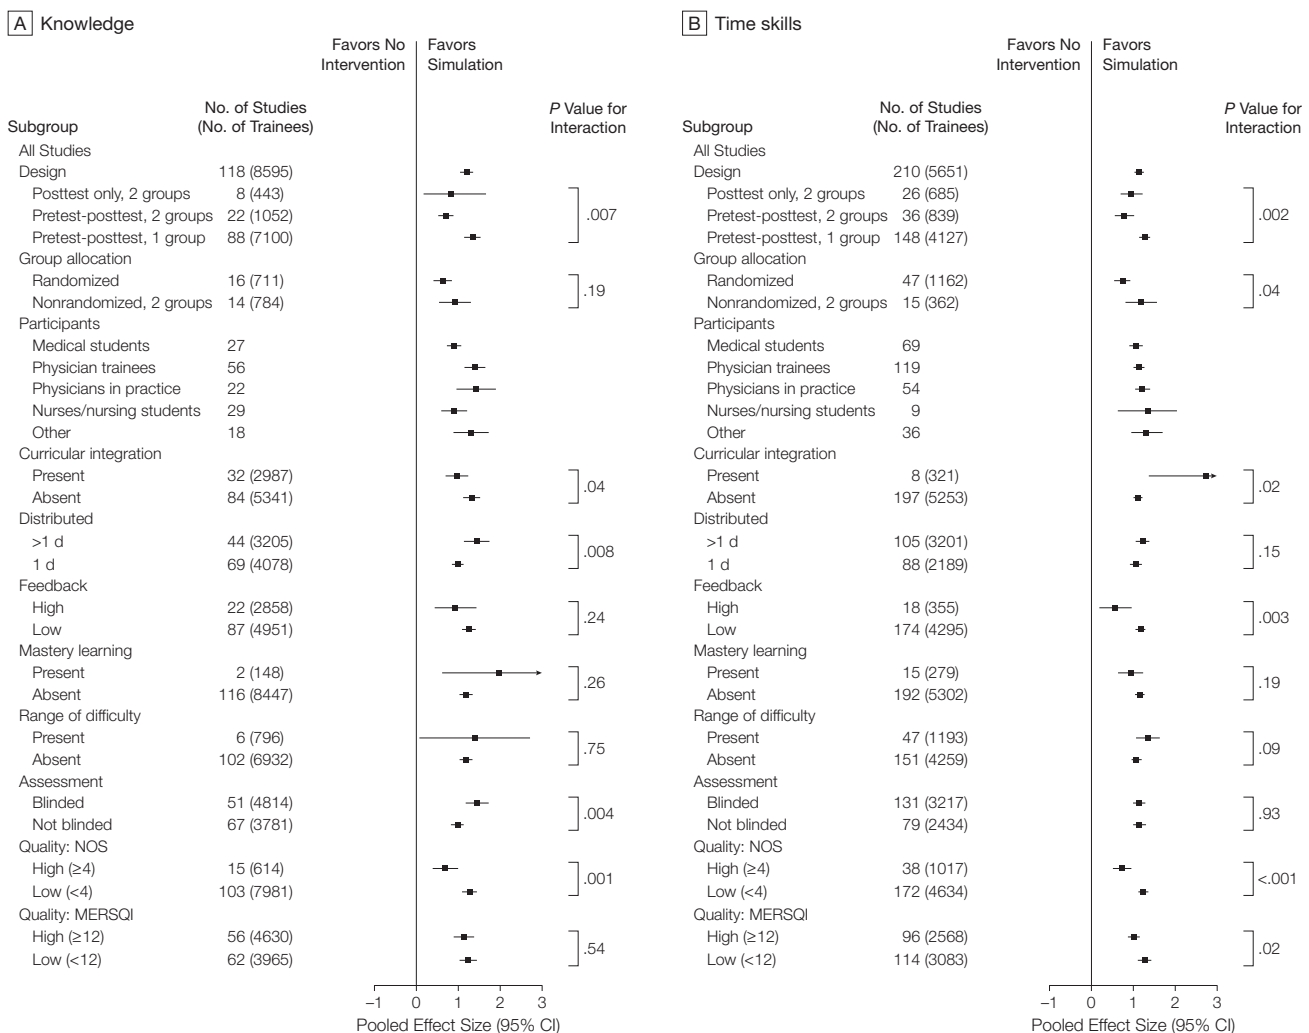 A Knowledge
Favors No Intervention
Favors Simulation
Subgroup
No. of Studies (No. of Trainees)
P Value for Interaction
All Studies
Design 118 (8595)
Posttest only, 2 groups 8 (443)
Pretest-posttest, 2 groups 22 (1052) .007
Pretest-posttest, 1 group 88 (7100)
Group allocation
Randomized 16 (711)
.19
Nonrandomized, 2 groups 14 (784)
Participants
Medical students 27
Physician trainees 56
Physicians in practice 22
Nurses/nursing students 29
Other 18
Curricular integration
Present 32 (2987)
.04
Absent 84 (5341)
Distributed
>1 d 44 (3205)
.008
1 d 69 (4078)
Feedback
High 22 (2858)
.24
Low 87 (4951)
Mastery learning
Present 2 (148)
.26
Absent 116 (8447)
Range of difficulty
Present 6 (796)
.75
Absent 102 (6932)
Assessment
Blinded 51 (4814)
.004
Not blinded 67 (3781)
Quality: NOS
High (≥4) 15 (614)
.001
Low (<4) 103 (7981)
Quality: MERSQI
High (≥12) 56 (4630)
.54
Low (<12) 62 (3965)
–1 0 1 2 3
Pooled Effect Size (95% CI)
B Time skills
Favors No Intervention
Favors Simulation
Subgroup
No. of Studies (No. of Trainees)
P Value for Interaction
All Studies
Design 210 (5651)
Posttest only, 2 groups 26 (685)
Pretest-posttest, 2 groups 36 (839) .002
Pretest-posttest, 1 group 148 (4127)
Group allocation
Randomized 47 (1162)
.04
Nonrandomized, 2 groups 15 (362)
Participants
Medical students 69
Physician trainees 119
Physicians in practice 54
Nurses/nursing students 9
Other 36
Curricular integration
Present 8 (321)
.02
Absent 197 (5253)
Distributed
>1 d 105 (3201)
.15
1 d 88 (2189)
Feedback
High 18 (355)
.003
Low 174 (4295)
Mastery learning
Present 15 (279)
.19
Absent 192 (5302)
Range of difficulty
Present 47 (1193)
.09
Absent 151 (4259)
Assessment
Blinded 131 (3217)
.93
Not blinded 79 (2434)
Quality: NOS
High (≥4) 38 (1017)
<.001
Low (<4) 172 (4634)
Quality: MERSQI
High (≥12) 96 (2568)
.02
Low (<12) 114 (3083)
–1 0 1 2 3
Pooled Effect Size (95% CI)